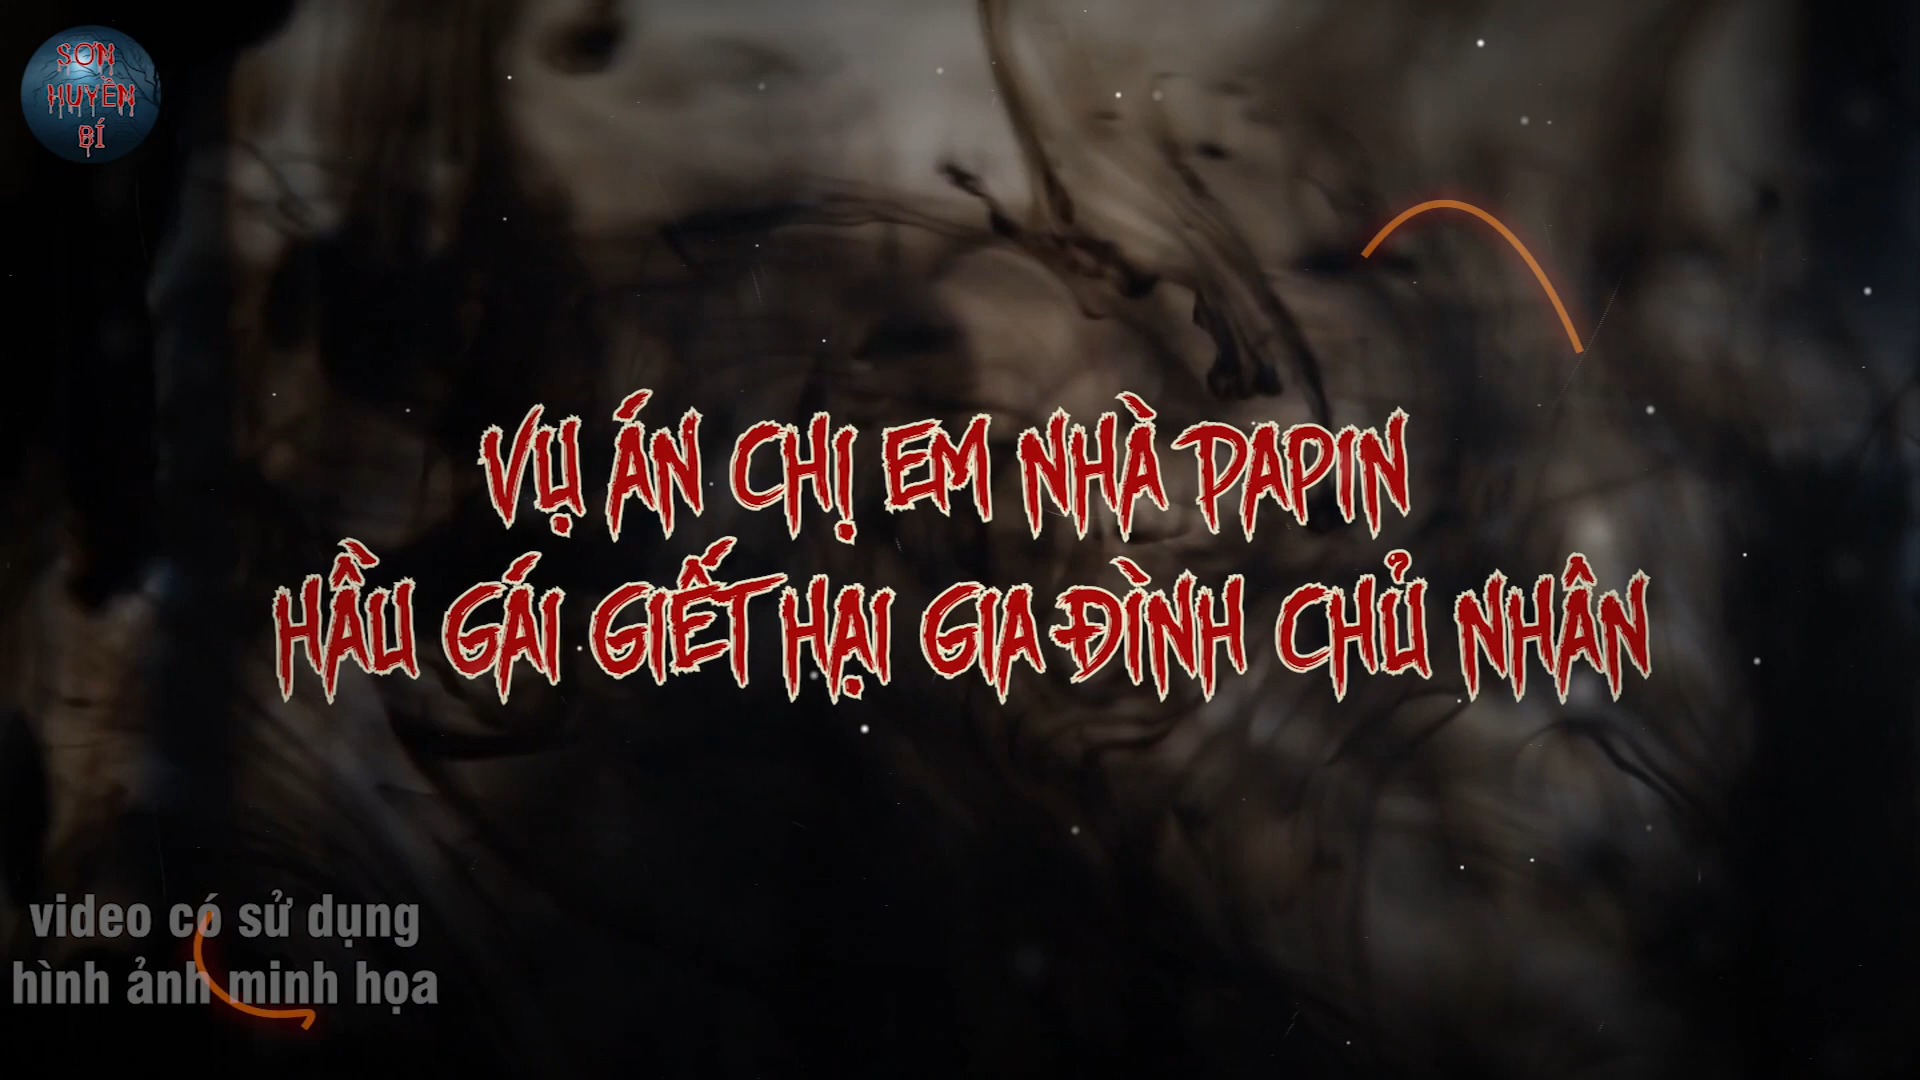 SƠN
HUYỀN
BÍ
VỤ ÁN CHỊ EM NHÀ PAPIN
HẦU GÁI GIẾT HẠI GIA ĐÌNH CHỦ NHÂN
video có sử dụng
hình ảnh minh họa